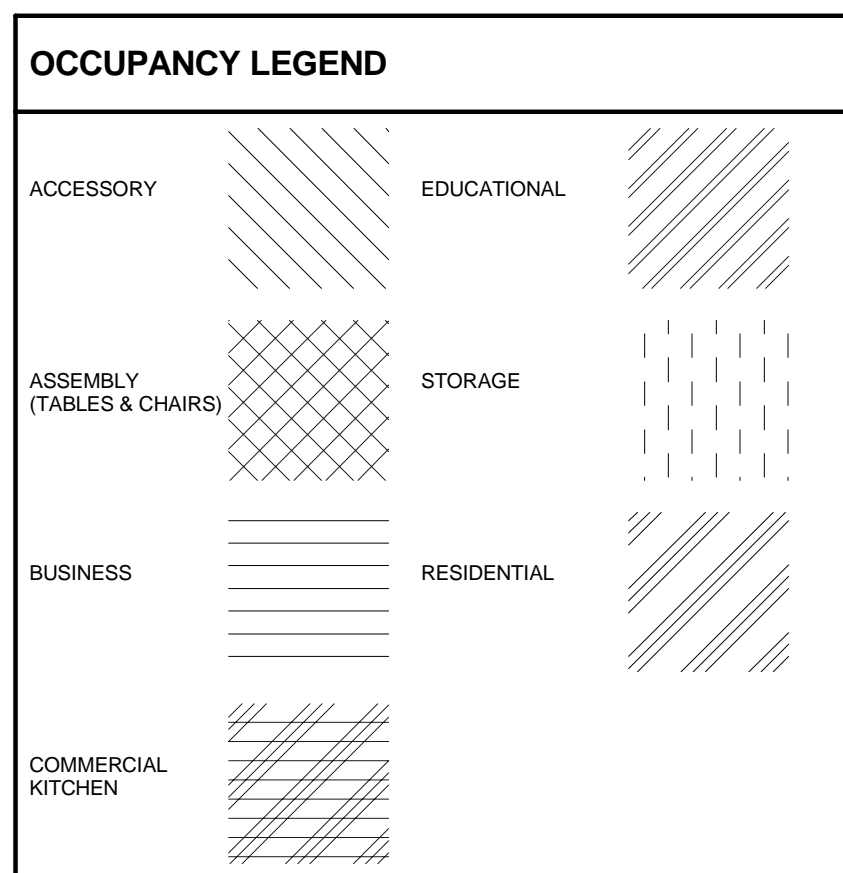 OCCUPANCY LEGEND
ACCESSORY
EDUCATIONAL
ASSEMBLY
(TABLES & CHAIRS)
STORAGE
BUSINESS
RESIDENTIAL
COMMERCIAL
KITCHEN